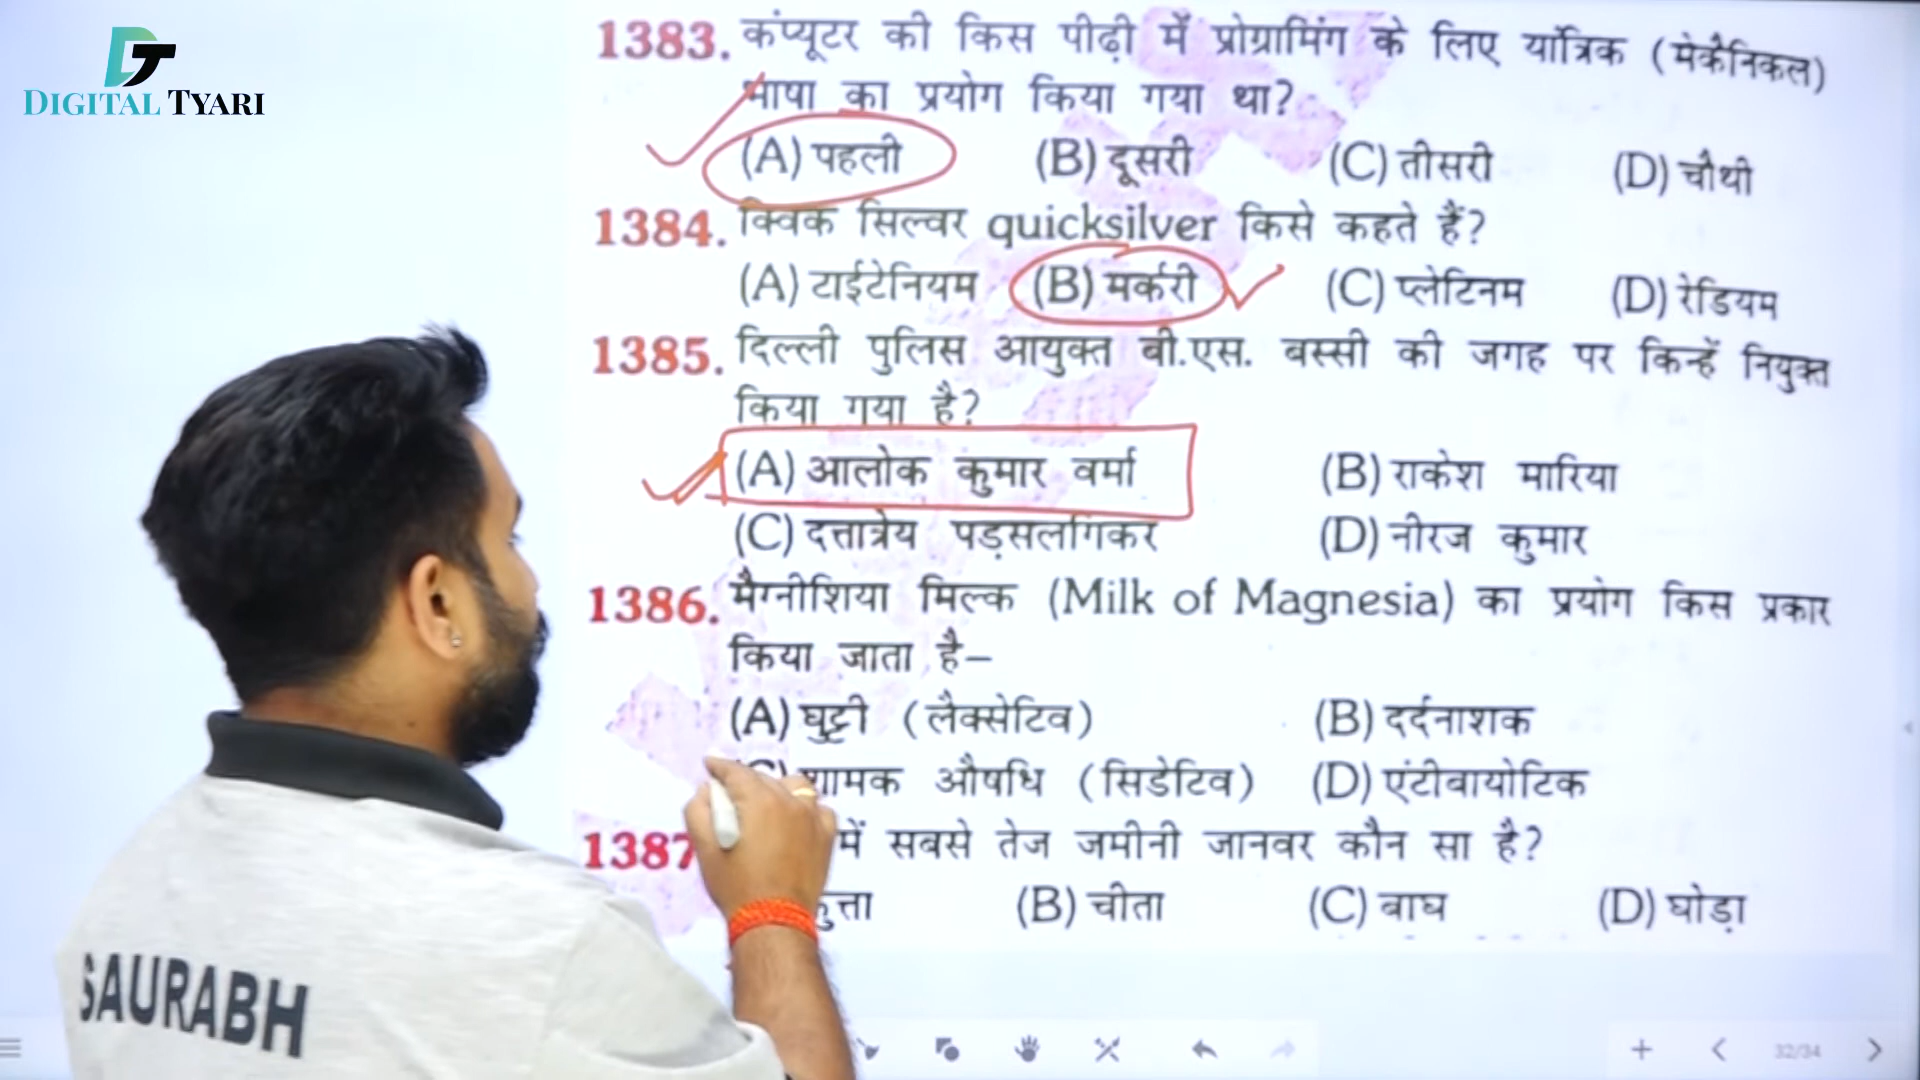 DIGITAL TYARI
1383. कंप्यूटर की किस पीढ़ी में प्रोग्रामिंग के लिए यांत्रिक (मेकैनिकल)
भाषा का प्रयोग किया गया था?
(A) पहली (B) दूसरी (C) तीसरी (D) चौथी
1384. क्विक सिल्वर quicksilver किसे कहते हैं?
(A) टाईटेनियम (B) मर्करी (C) प्लेटिनम (D) रेडियम
1385. दिल्ली पुलिस आयुक्त बी.एस. बस्सी की जगह पर किन्हें नियुक्त
किया गया है?
(A) आलोक कुमार वर्मा (B) राकेश मारिया
(C) दत्तात्रेय पड़सलगिकर (D) नीरज कुमार
1386. मैग्नीशिया मिल्क (Milk of Magnesia) का प्रयोग किस प्रकार
किया जाता है–
(A) घुट्टी (लैक्सेटिव) (B) दर्दनाशक
(C) शामक औषधि (सिडेटिव) (D) एंटीबायोटिक
1387 में सबसे तेज जमीनी जानवर कौन सा है?
कुत्ता (B) चीता (C) बाघ (D) घोड़ा
SAURABH
32/34